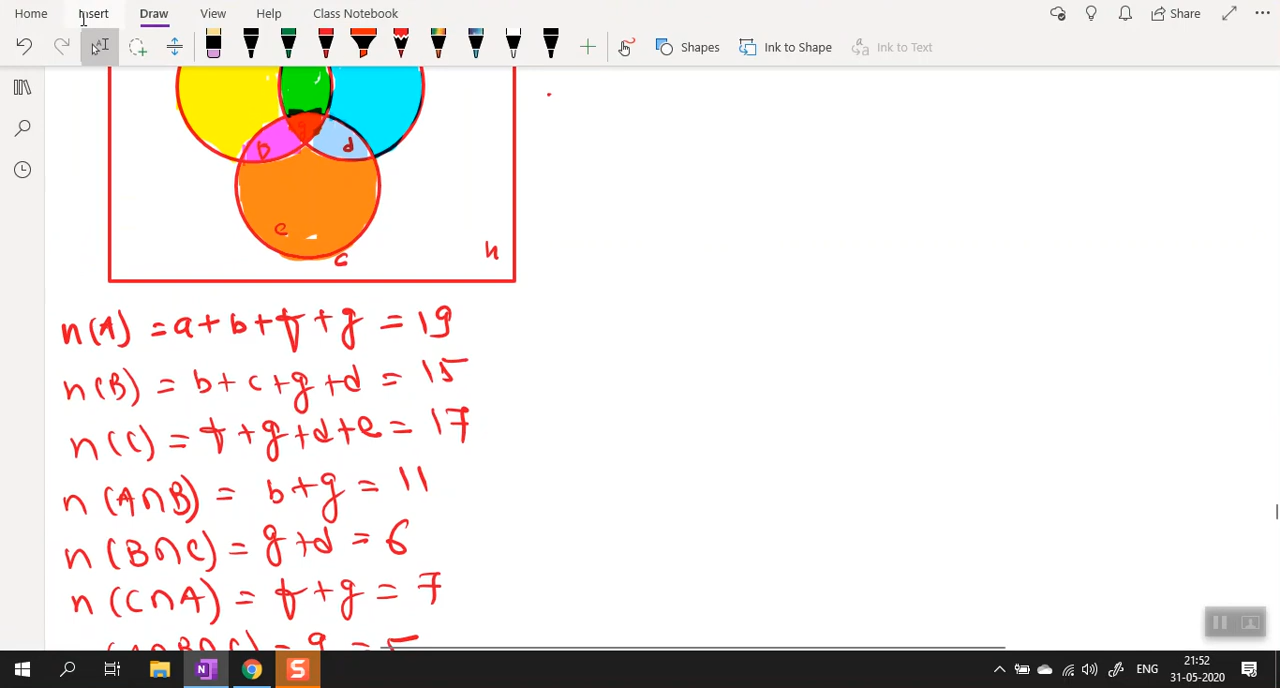 Home Insert Draw View Help Class Notebook Share
Shapes Ink to Shape Ink to Text
b d
e
c
h
n(A) = a+b+f+g = 19
n(B) = b+c+g+d = 15
n(C) = f+g+d+e = 17
n(A∩B) = b+g = 11
n(B∩C) = g+d = 6
n(C∩A) = f+g = 7
ENG 21:52
31-05-2020